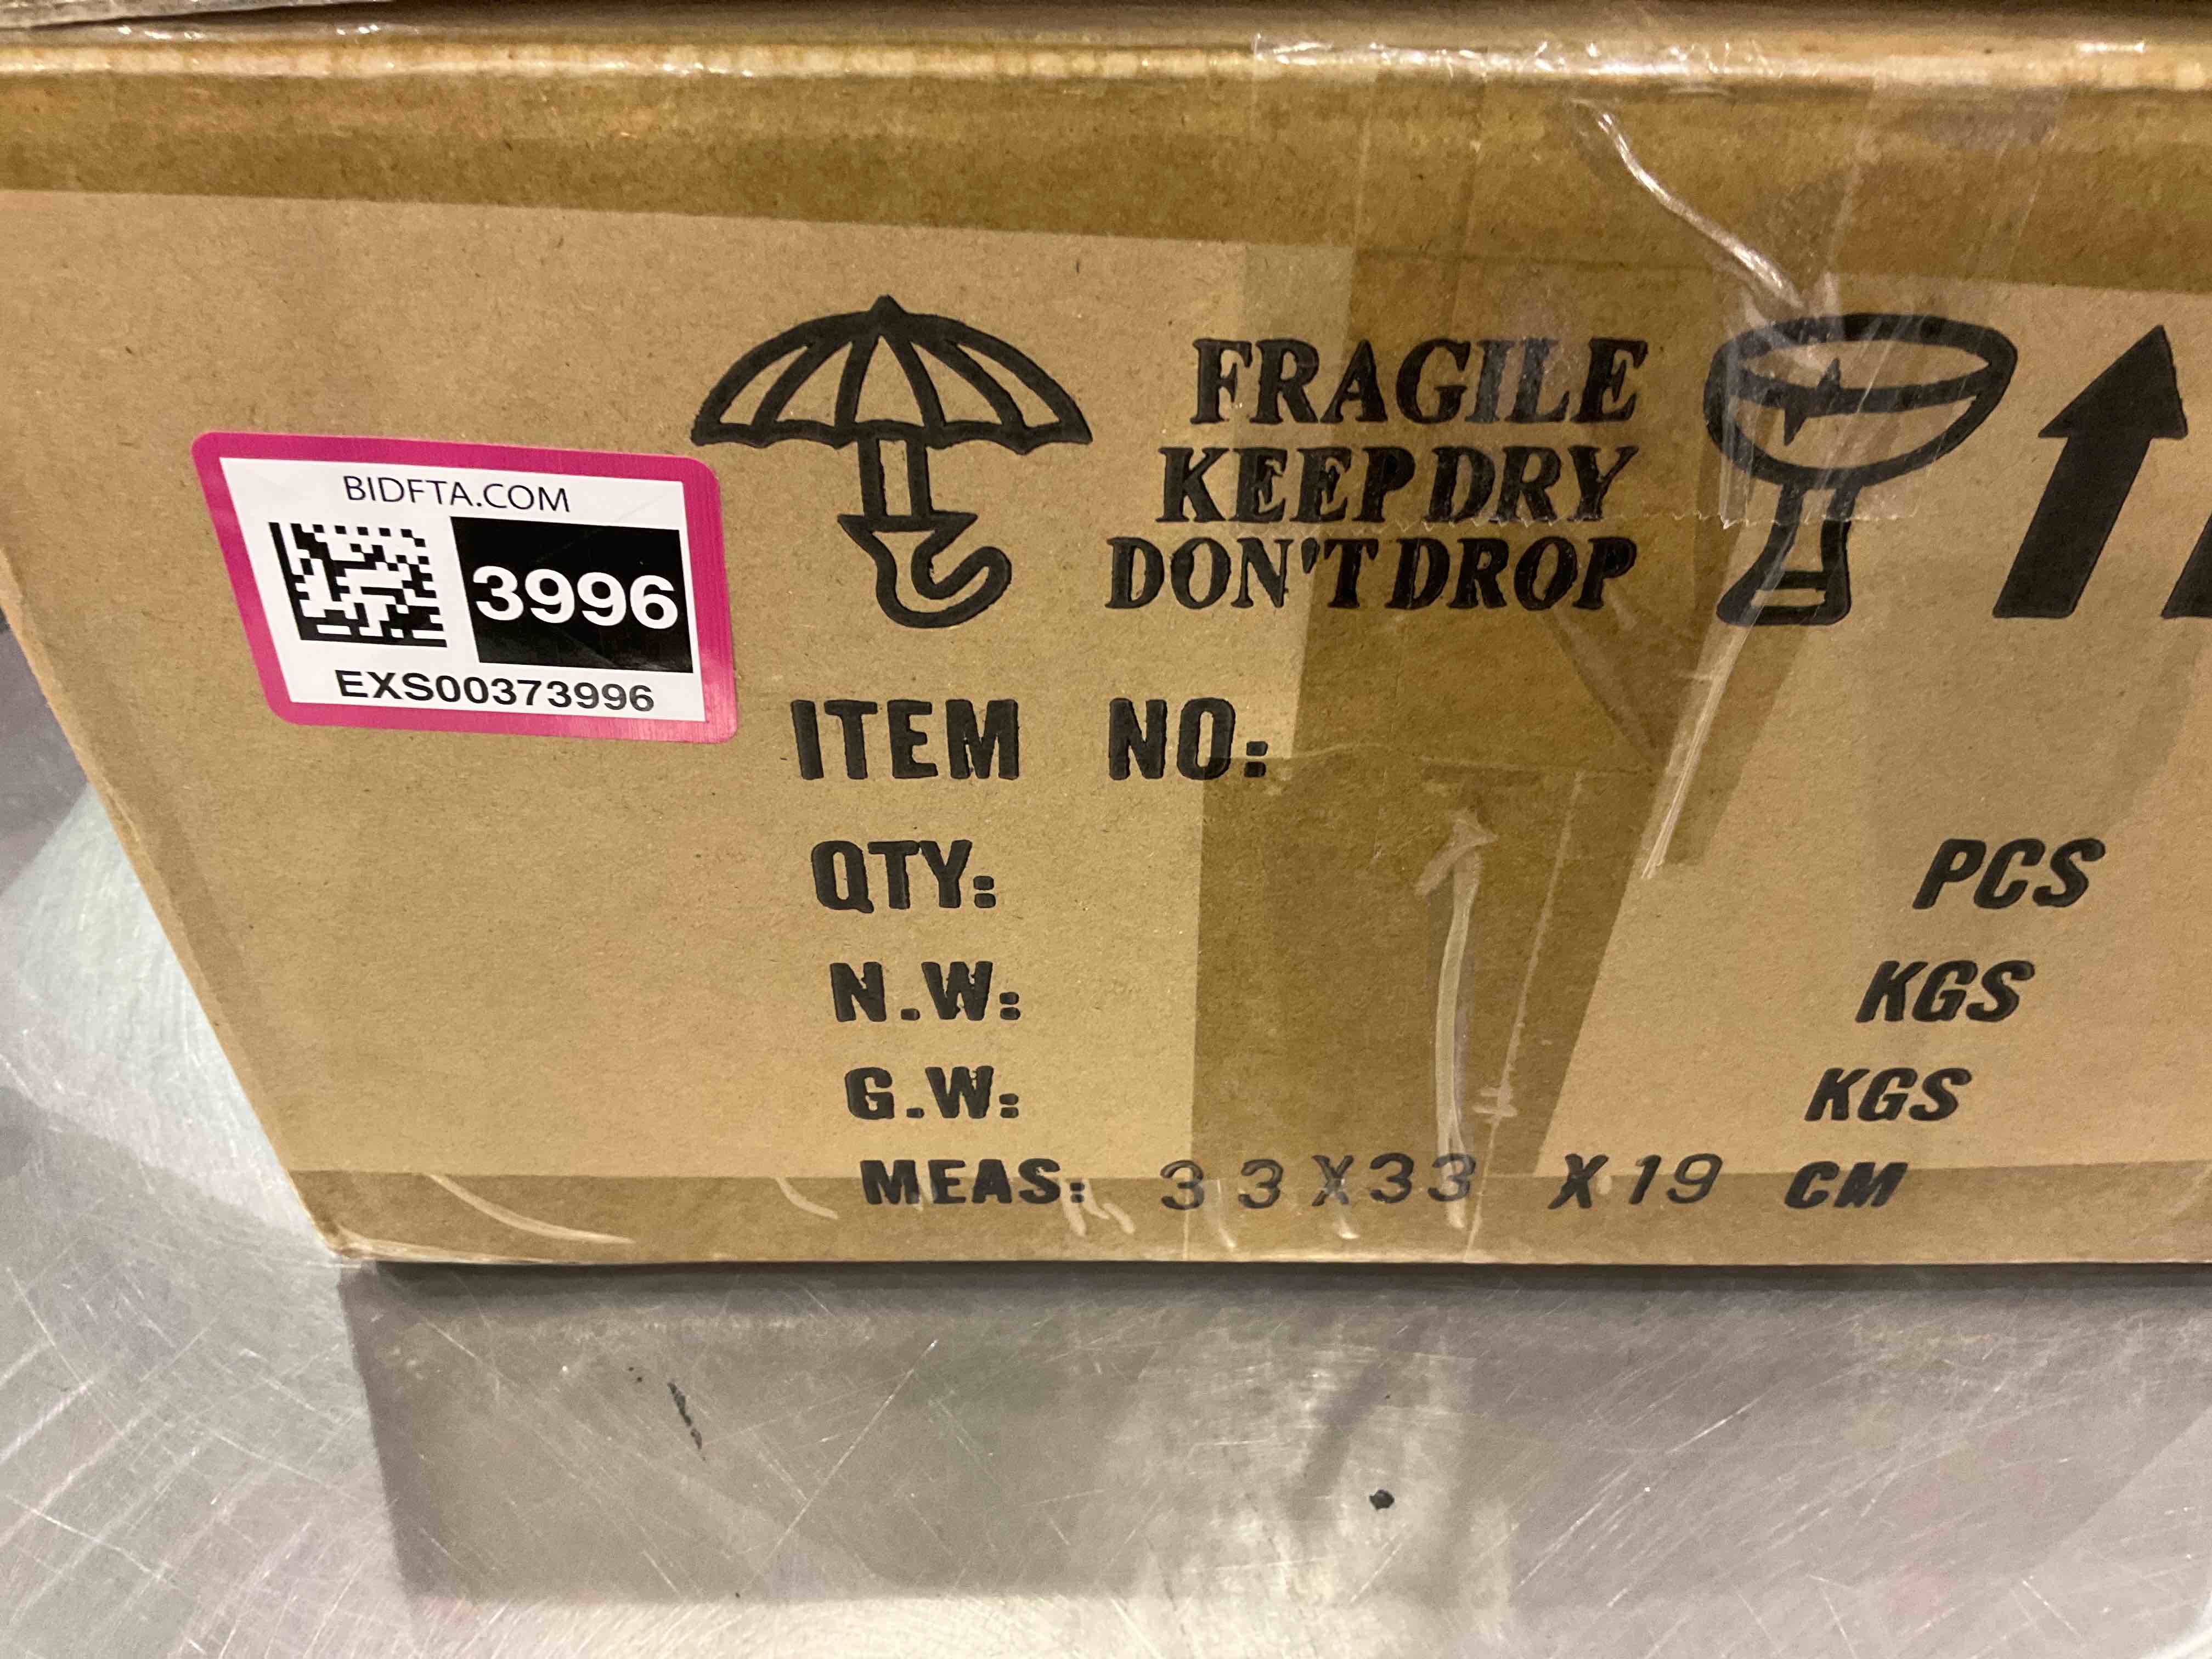 BIDFTA.COM
3996
EXS00373996
FRAGILE
KEEP DRY
DON'T DROP
ITEM NO:
QTY: PCS
N.W: KGS
G.W: KGS
MEAS: 33X33 X19 CM